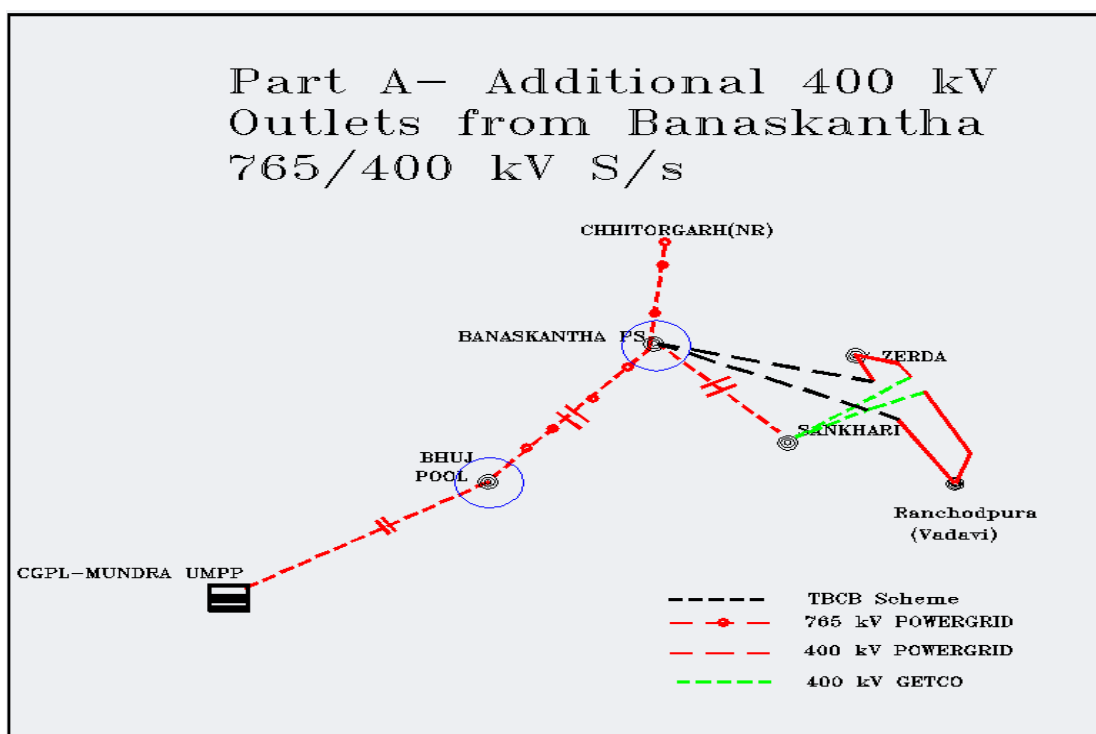 Part A- Additional 400 kV
Outlets from Banaskantha
765/400 kV S/s
CHHITORGARH(NR)
BANASKANTHA PS
ZERDA
SANKHARI
BHUJ
POOL
Ranchodpura
(Vadavi)
CGPL-MUNDRA UMPP
TBCB Scheme
765 kV POWERGRID
400 kV POWERGRID
400 kV GETCO